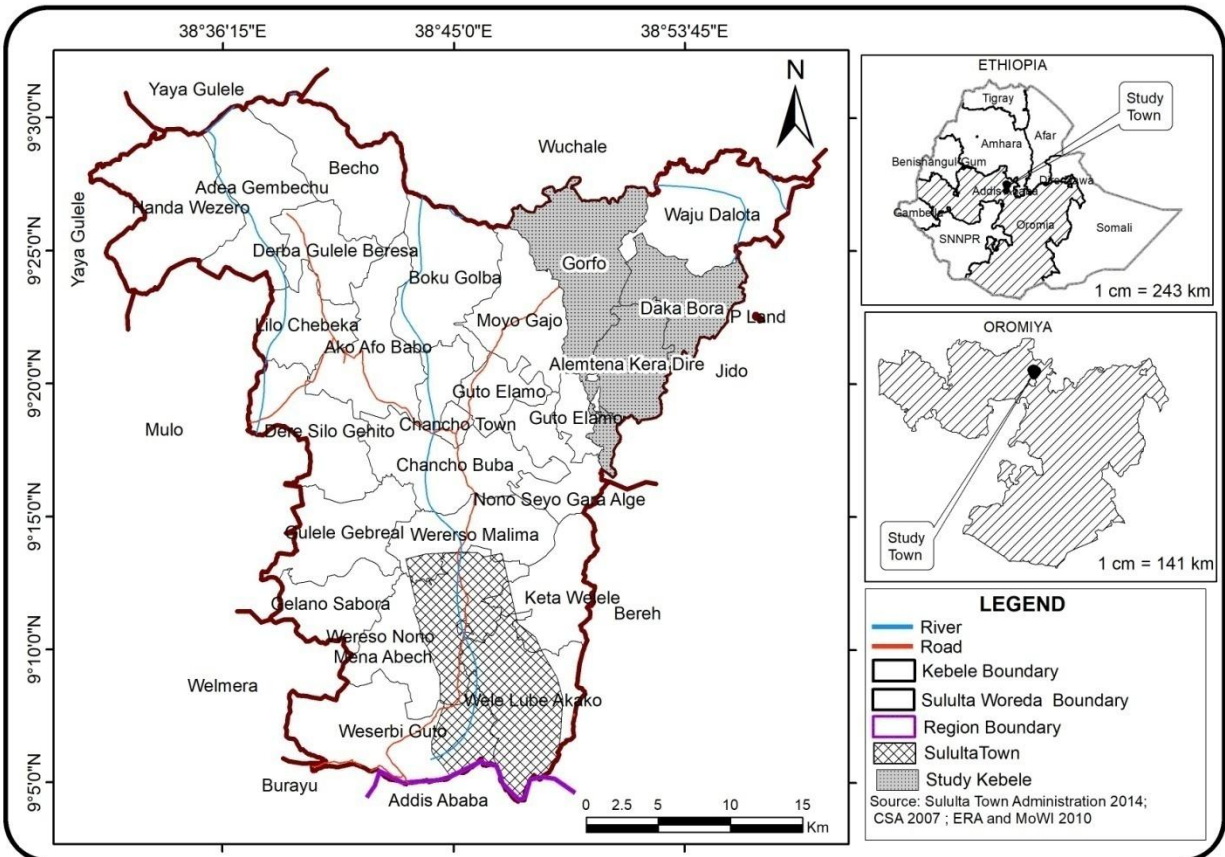 38°36'15"E
38°45'0"E
38°53'45"E
9°30'0"N
9°25'0"N
9°20'0"N
9°15'0"N
9°10'0"N
9°5'0"N
N
Yaya Gulele
Wuchale
Becho
Adea Gembechu
Handa Wezero
Waju Dalota
Yaya Gulele
Derba Gulele Beresa
Gorfo
Boku Golba
Daka Bora
Moyo Gajo
IP Land
Lilo Chebeka
Ako Afo Babo
Alemtena Kera Dire
Jido
Guto Elamo
Guto Elamo
Chancho Town
Mulo
Dere Silo Gehito
Chancho Buba
Nono Seyo Gara Alge
Gulele Gebreal
Wererso Malima
Gelano Sabora
Keta Welele
Bereh
Wereso Nono
Mena Abech
Welmera
Wele Lube Akako
Weserbi Guto
Burayu
Addis Ababa
0 2.5 5 10 15
Km
ETHIOPIA
Study
Town
Tigray
Afar
Amhara
Benishangul Gum
Addis Ababa
Diredawa
Gambella
Oromia
SNNPR
Somali
1 cm = 243 km
OROMIYA
Study
Town
1 cm = 141 km
LEGEND
River
Road
Kebele Boundary
Sululta Woreda Boundary
Region Boundary
SulultaTown
Study Kebele
Source: Sululta Town Administration 2014;
CSA 2007 ; ERA and MoWI 2010